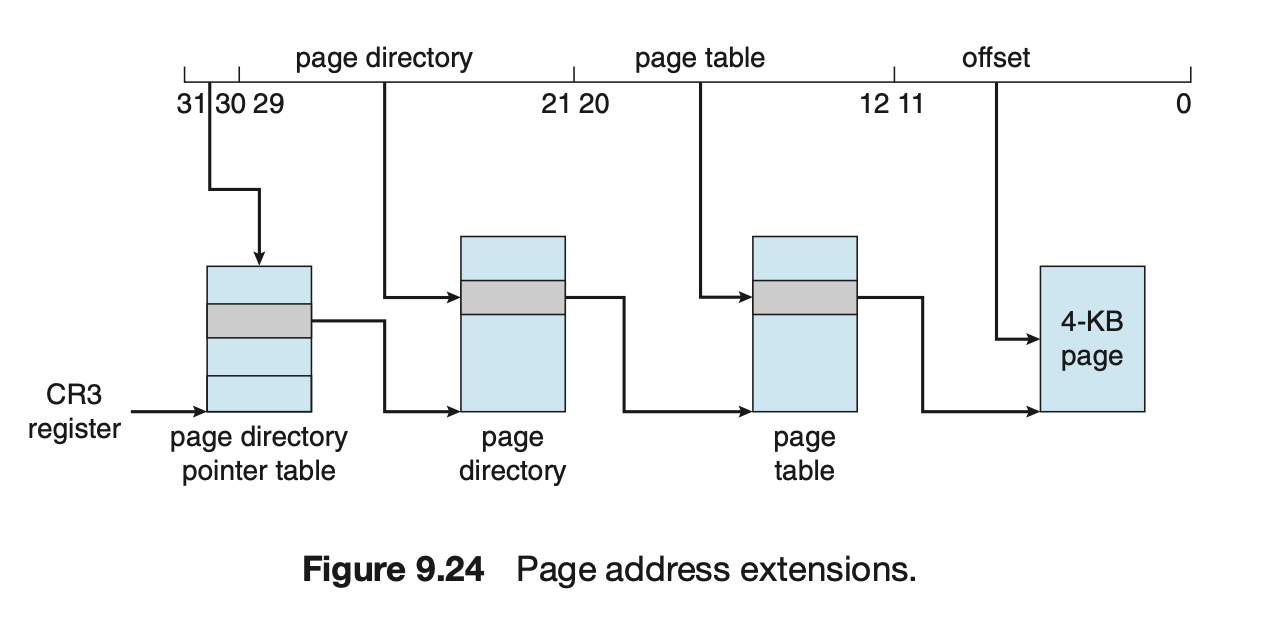 page directory page table offset
31 30 29 21 20 12 11 0
4-KB
page
CR3
register
page directory
pointer table
page
directory
page
table
Figure 9.24 Page address extensions.